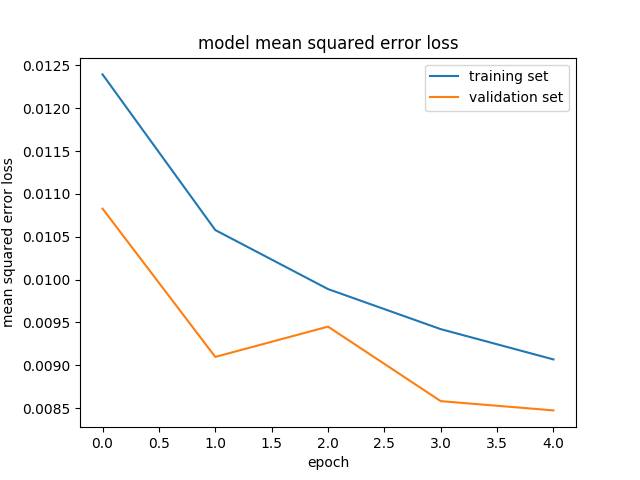 model mean squared error loss
training set
validation set
mean squared error loss
0.0125
0.0120
0.0115
0.0110
0.0105
0.0100
0.0095
0.0090
0.0085
0.0 0.5 1.0 1.5 2.0 2.5 3.0 3.5 4.0
epoch